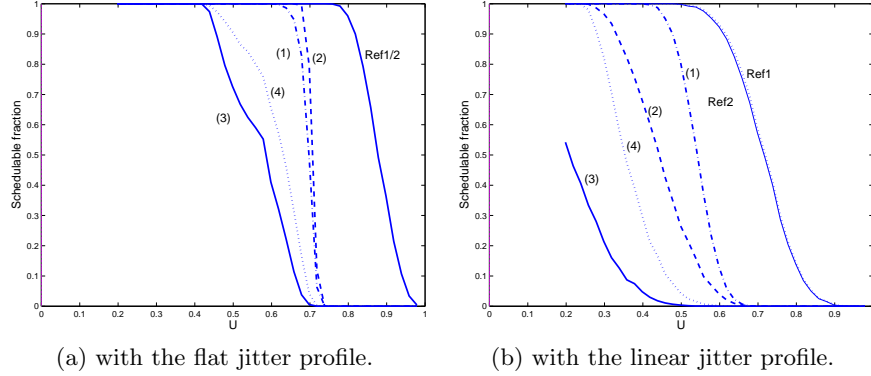 1
0.9
0.8
0.7
0.6
0.5
0.4
0.3
0.2
0.1
0
Schedulable fraction
(1)
(2)
Ref1/2
(4)
(3)
0 0.1 0.2 0.3 0.4 0.5 0.6 0.7 0.8 0.9 1
U
(a) with the flat jitter profile.
1
0.9
0.8
0.7
0.6
0.5
0.4
0.3
0.2
0.1
0
Schedulable fraction
(1)
Ref1
(2)
Ref2
(4)
(3)
0.1 0.2 0.3 0.4 0.5 0.6 0.7 0.8 0.9
U
(b) with the linear jitter profile.